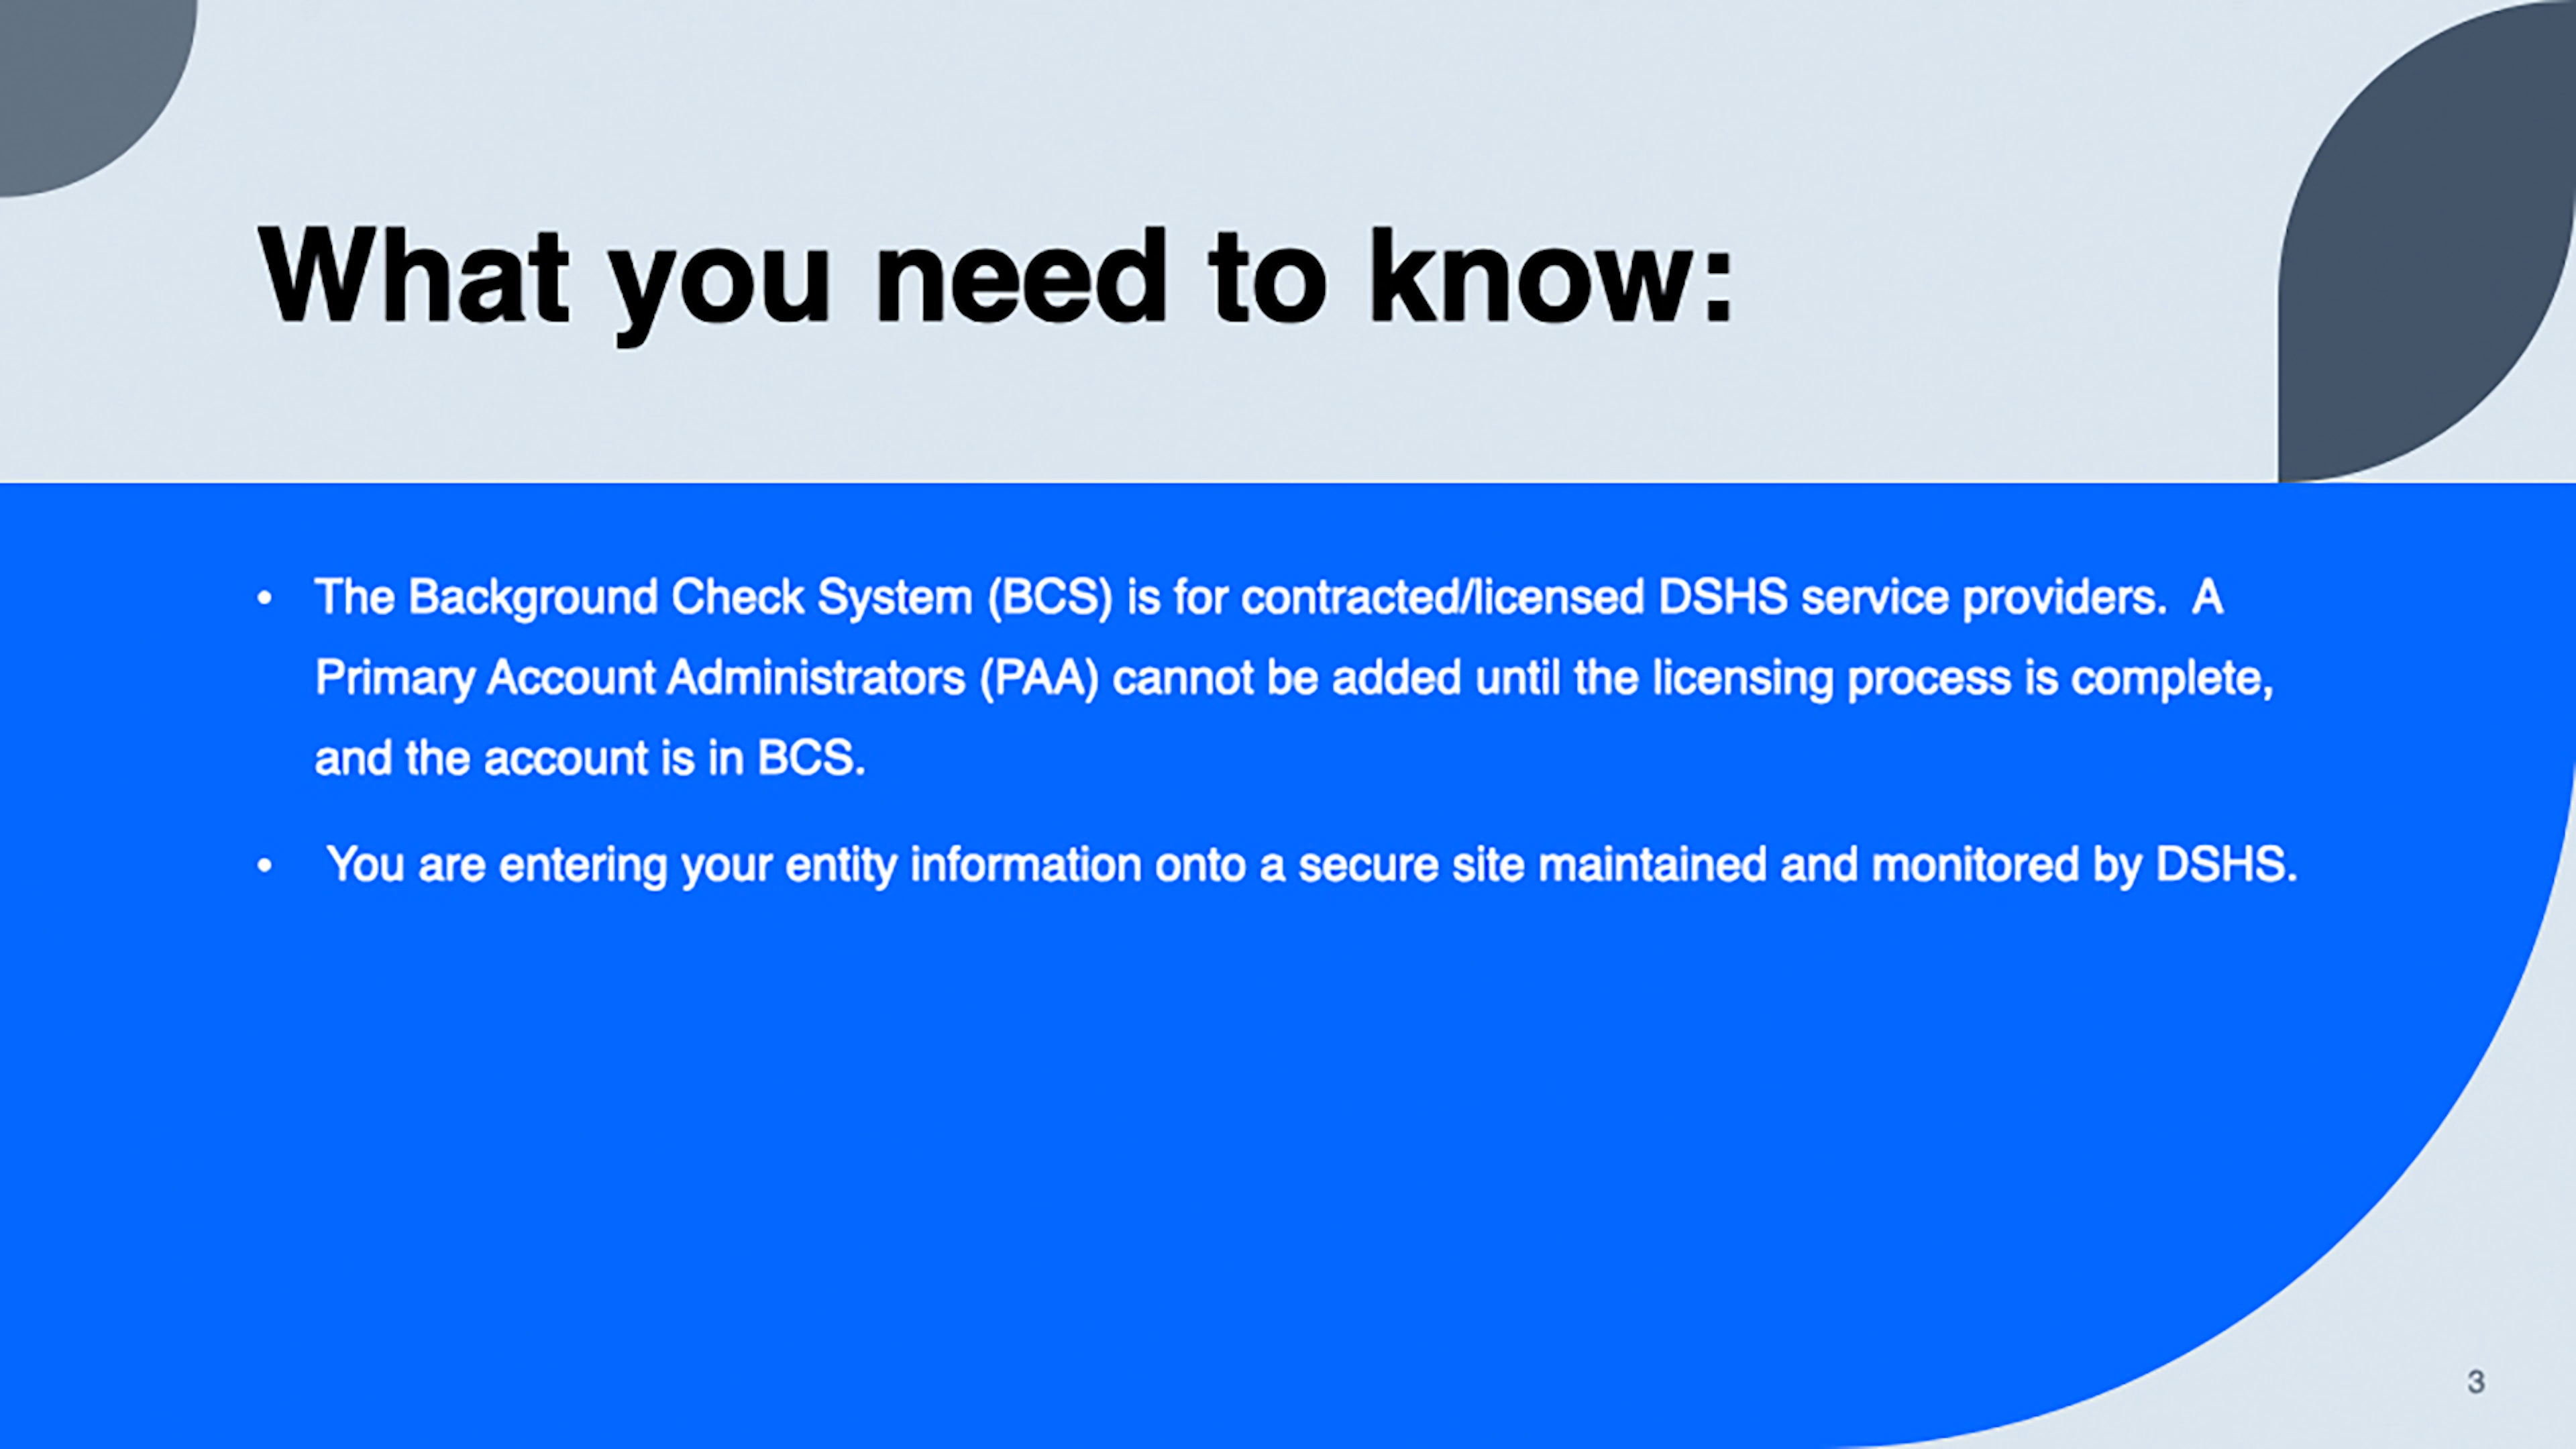 What you need to know:
• The Background Check System (BCS) is for contracted/licensed DSHS service providers.  A
Primary Account Administrators (PAA) cannot be added until the licensing process is complete,
and the account is in BCS.
• You are entering your entity information onto a secure site maintained and monitored by DSHS.
3